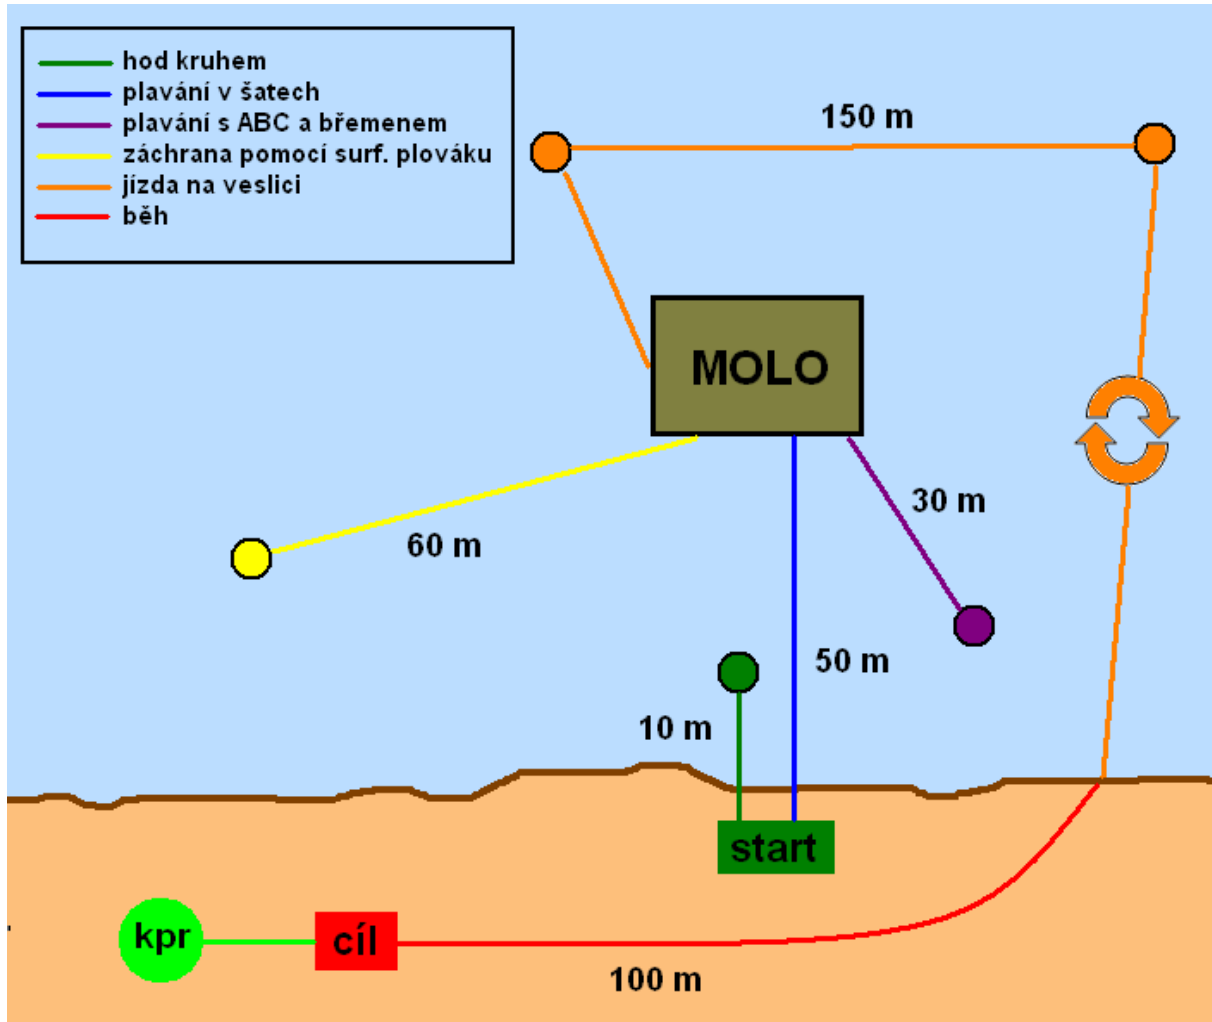 hod kruhem
plavání v šatech
plavání s ABC a břemenem
záchrana pomocí surf. plováku
jízda na veslici
běh
150 m
MOLO
30 m
60 m
50 m
10 m
start
kpr
cíl
100 m